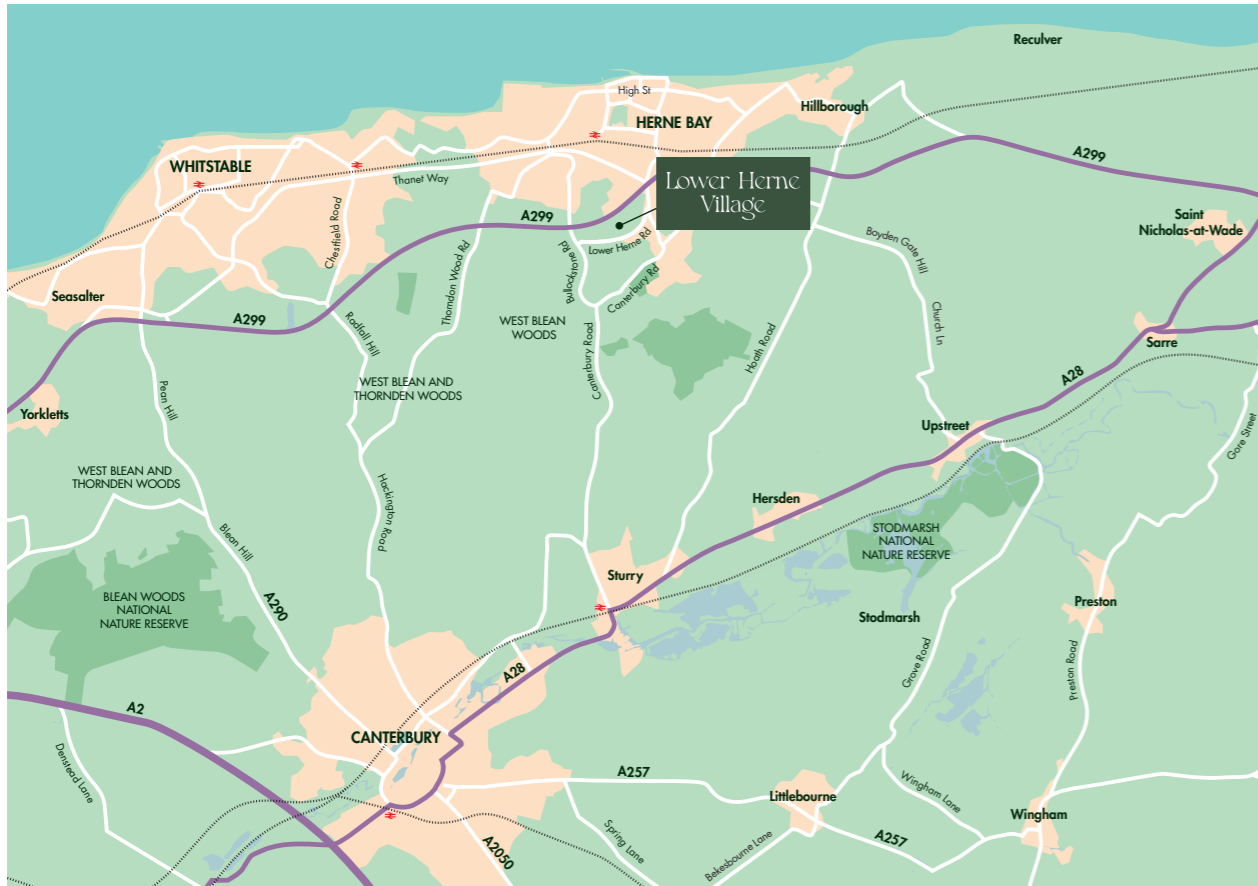 Reculver
High St
Hillborough
HERNE BAY
WHITSTABLE
A299
Thanet Way
Lower Herne
Village
Chestfield Road
A299
Saint
Nicholas-at-Wade
Bullockstone Rd
Lower Herne Rd
Boyden Gate Hill
Thorndon Wood Rd
Canterbury Rd
Seasalter
A299
Radfall Hill
WEST BLEAN
WOODS
Church Ln
Sarre
Canterbury Road
Hoath Road
A28
Pean Hill
WEST BLEAN AND
THORNDEN WOODS
Yorkletts
Upstreet
Gore Street
WEST BLEAN AND
THORNDEN WOODS
Hackington Road
Hersden
Blean Hill
STODMARSH
NATIONAL
NATURE RESERVE
Sturry
BLEAN WOODS
NATIONAL
NATURE RESERVE
A290
Preston
Stodmarsh
Grove Road
Preston Road
A28
A2
CANTERBURY
Denstead Lane
A257
Wingham Lane
Littlebourne
Wingham
Spring Lane
A257
A2050
Bekesbourne Lane